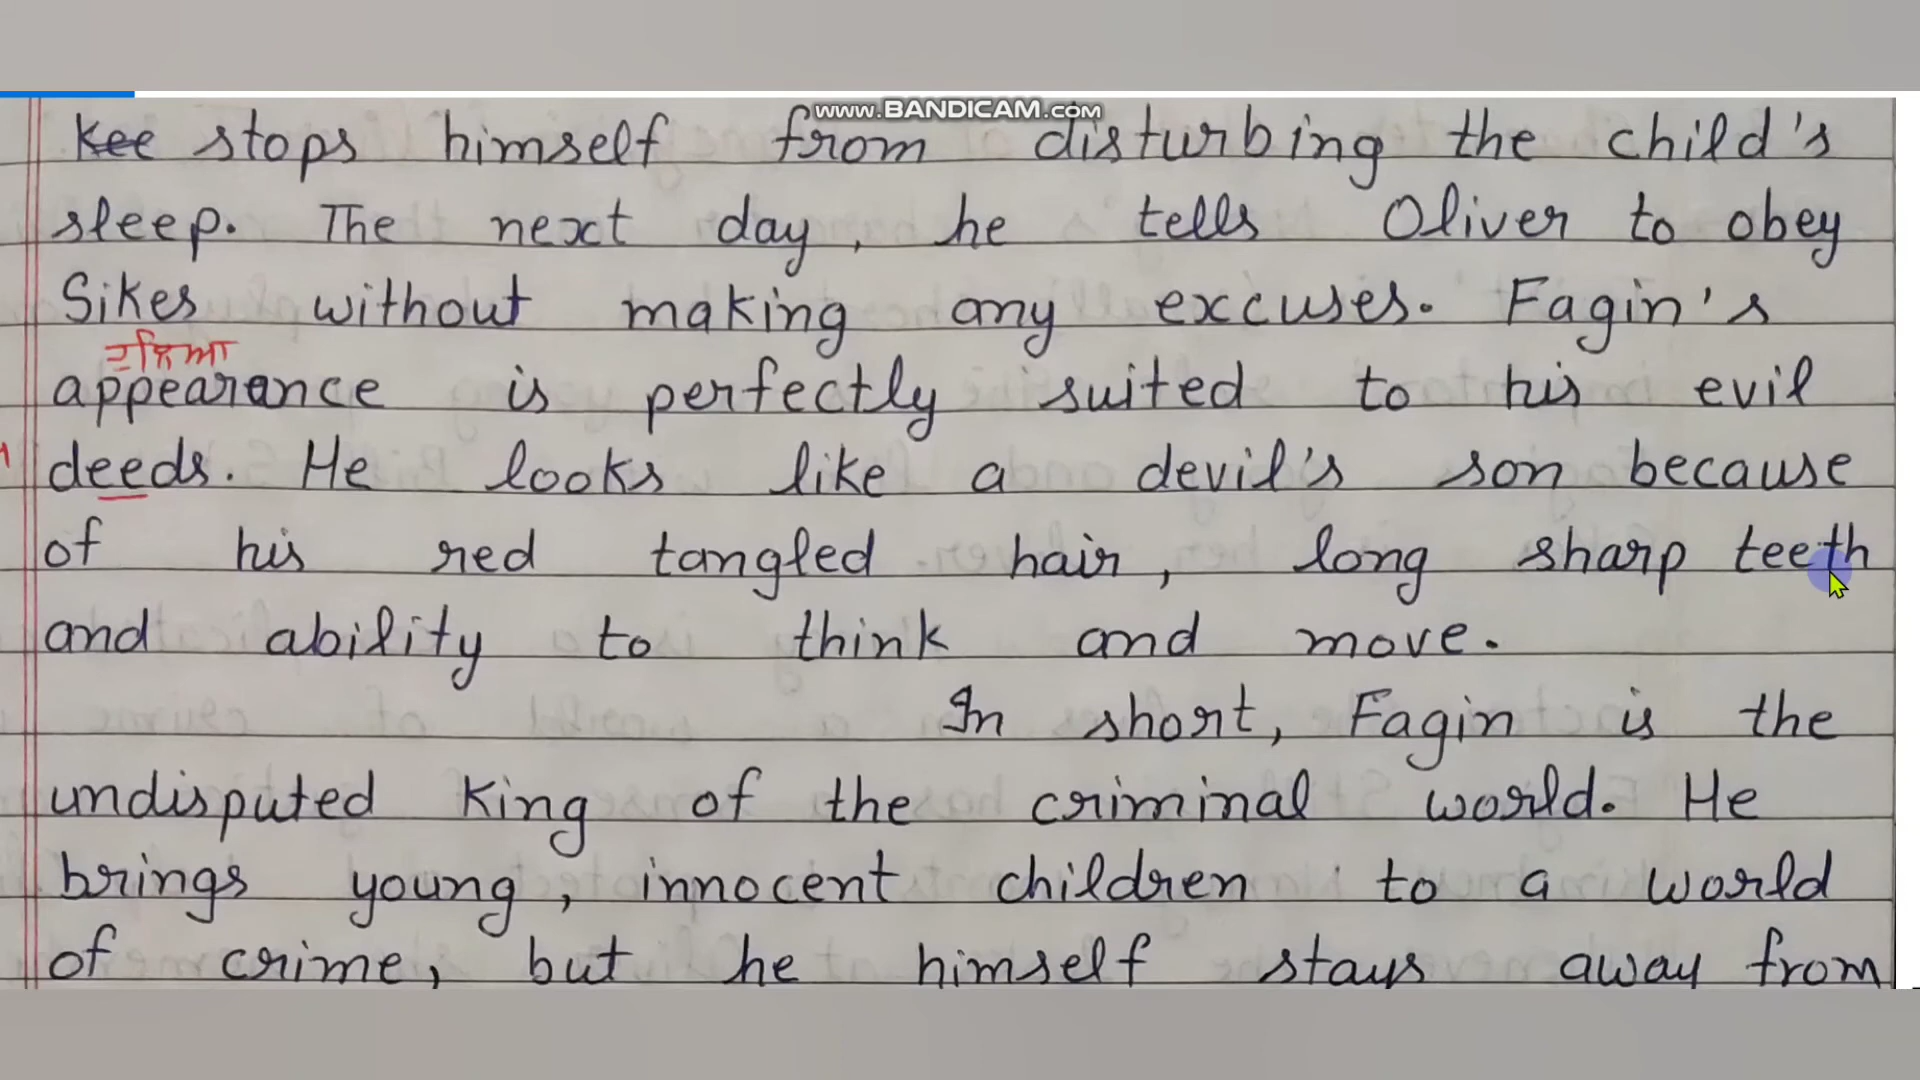 www.BANDICAM.com
kee stops himself from disturbing the child's
sleep. The next day, he tells Oliver to obey
Sikes without making any excuses. Fagin's
ਹੁਲਿਆ
appearance is perfectly suited to his evil
deeds. He looks like a devil's son because
of his red tangled hair, long sharp teeth
and ability to think and move.
In short, Fagin is the
undisputed king of the criminal world. He
brings young, innocent children to a world
of crime, but he himself stays away from